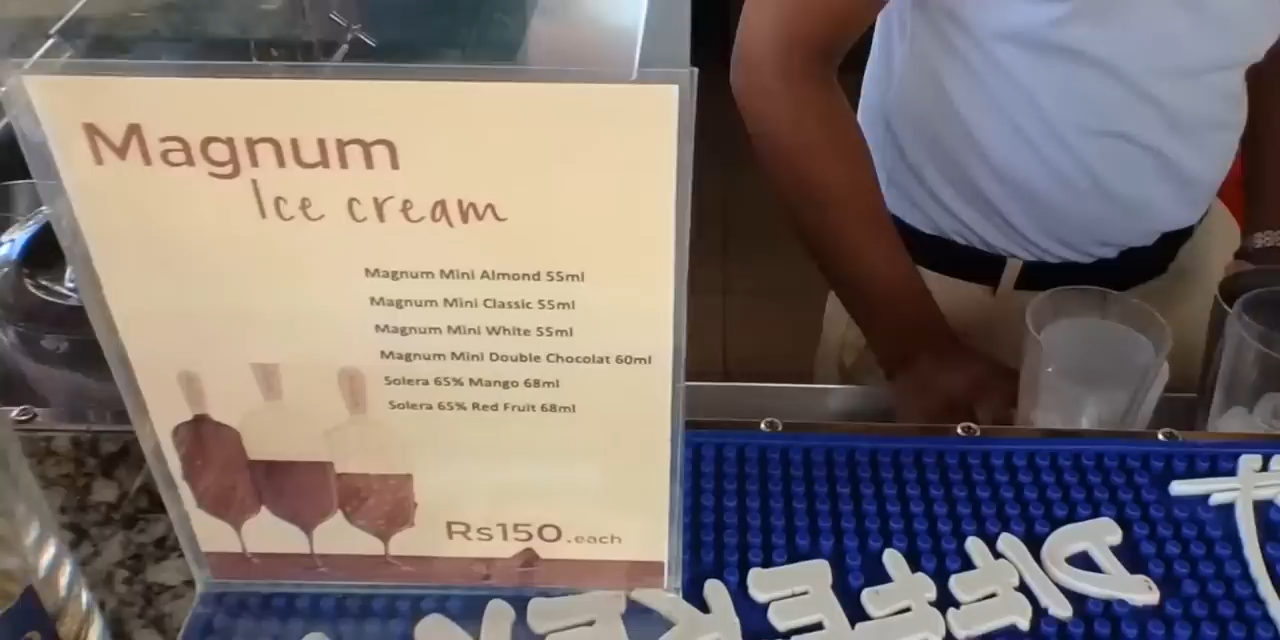 Magnum
Ice cream
Magnum Mini Almond 55ml
Magnum Mini Classic 55ml
Magnum Mini White 55ml
Magnum Mini Double Chocolat 60ml
Solera 65% Mango 68ml
Solera 65% Red Fruit 68ml
Rs150.each